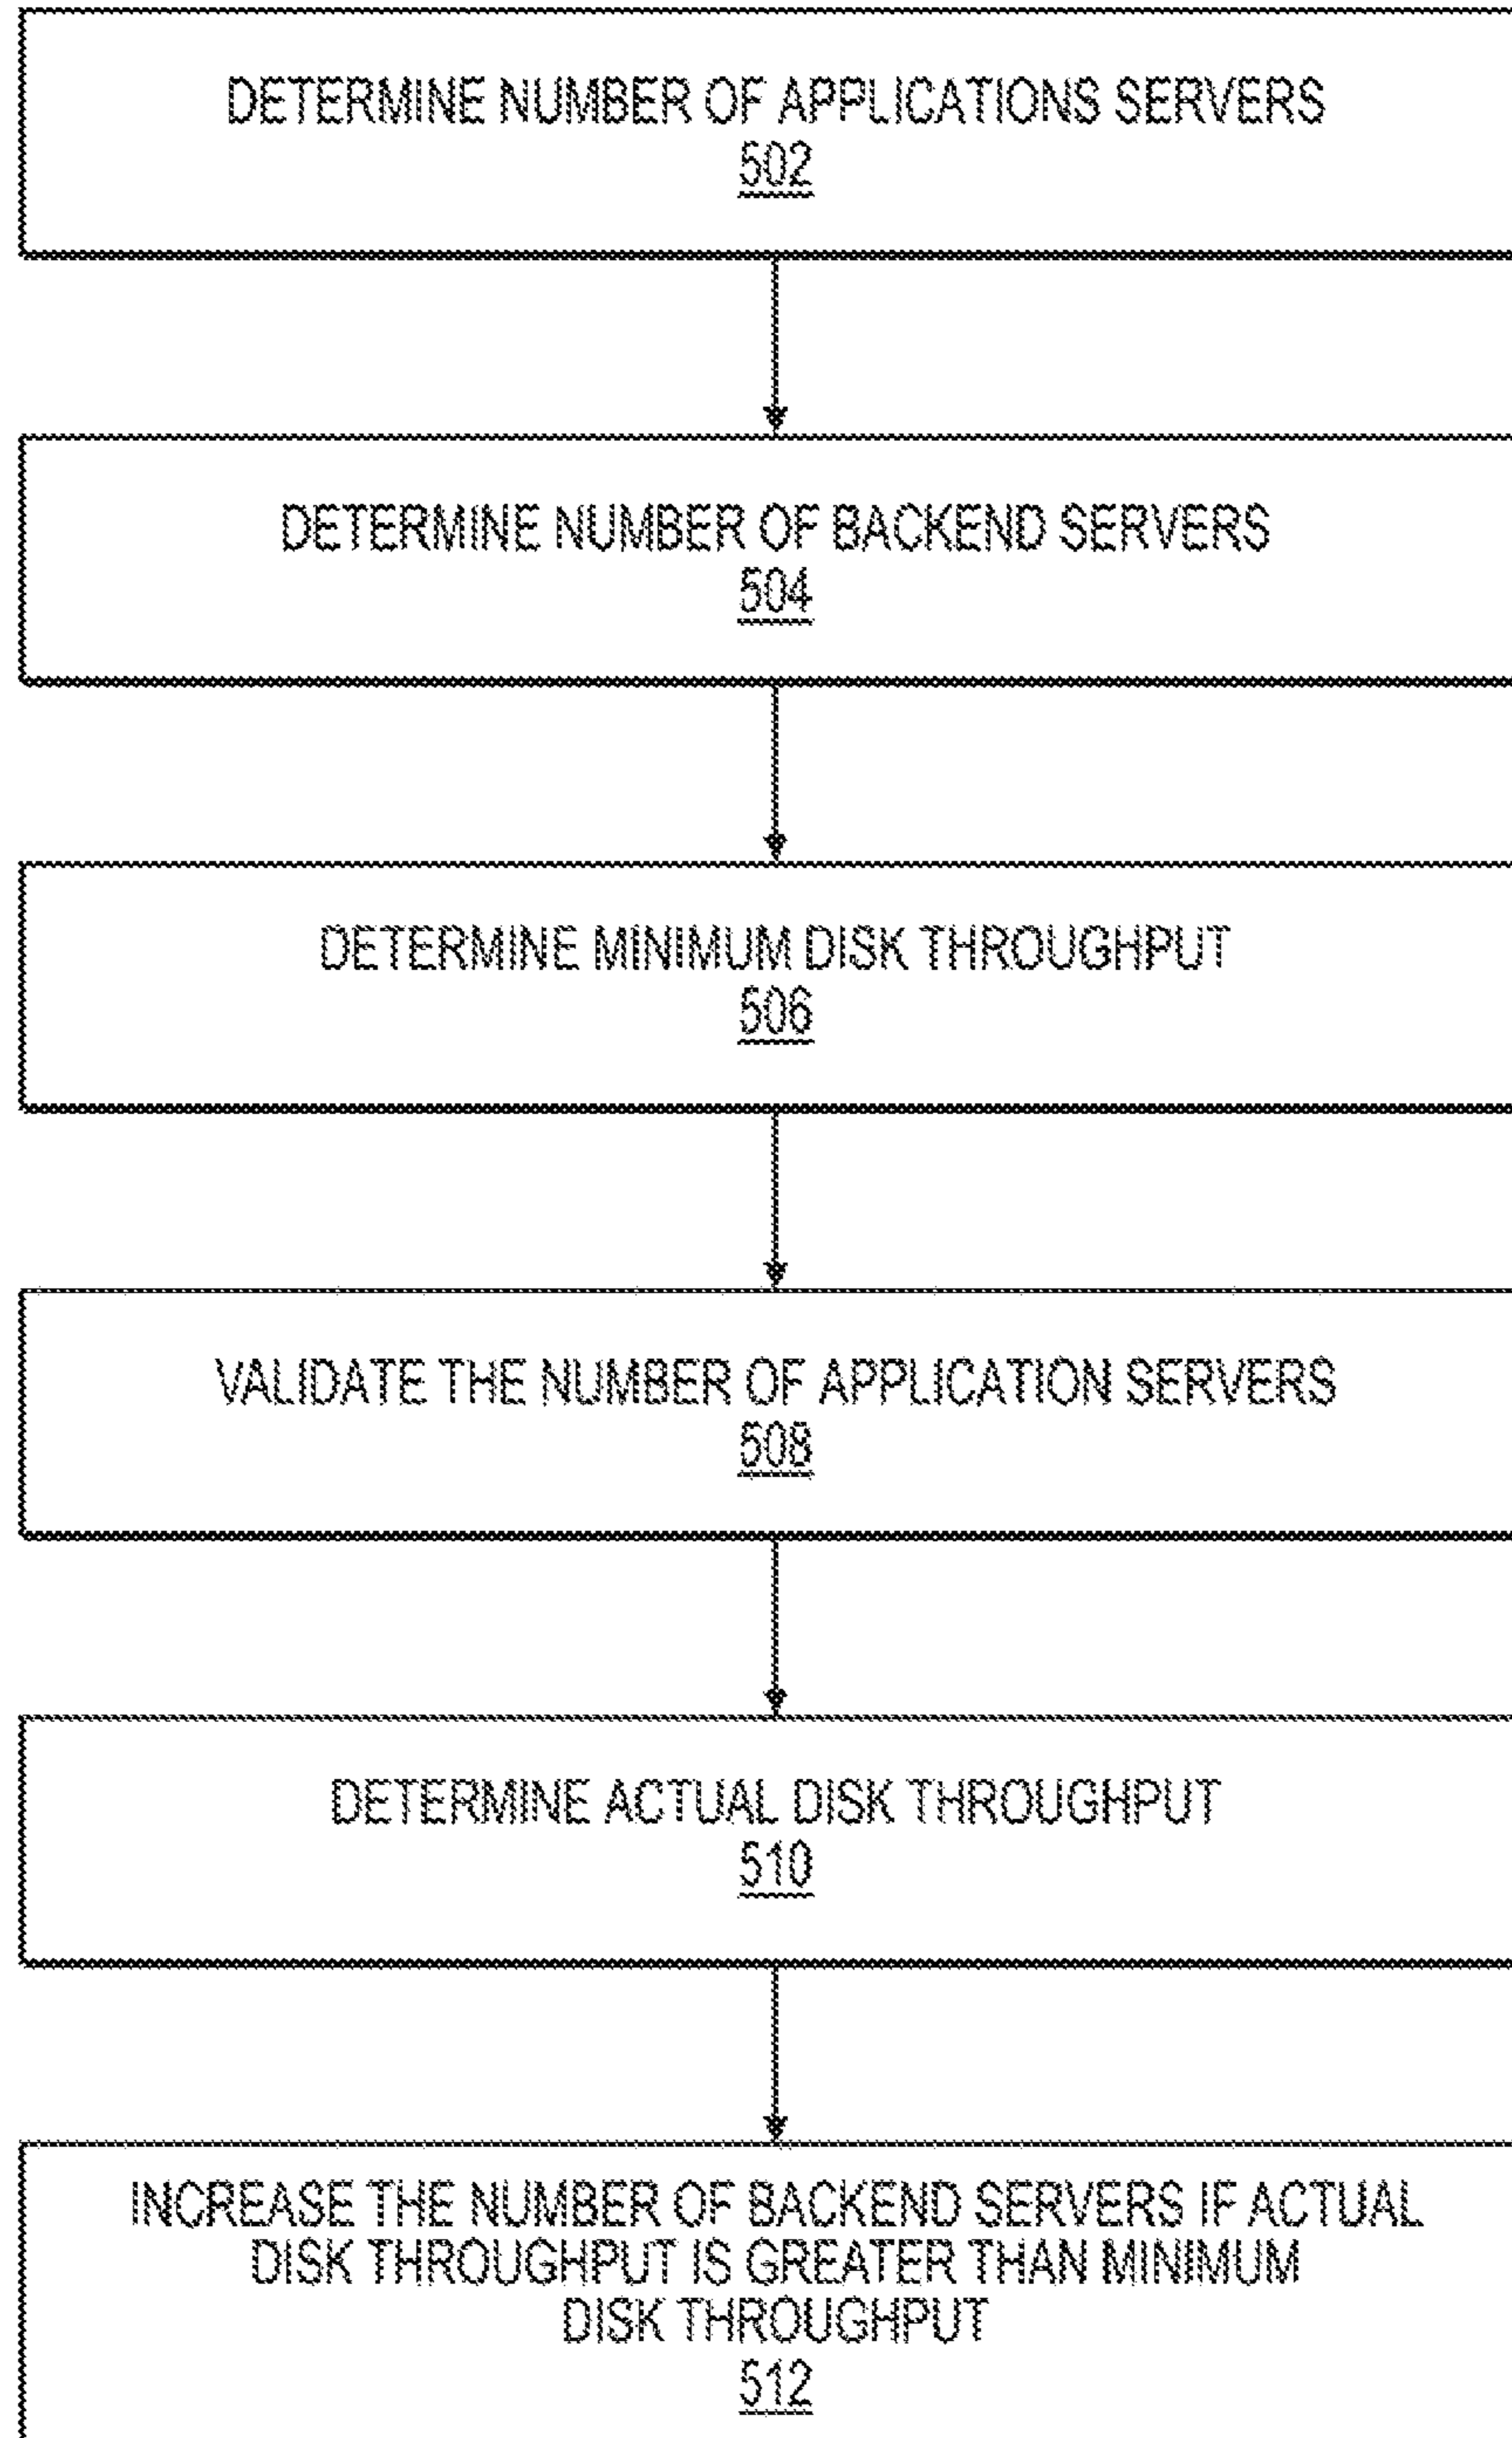 DETERMINE NUMBER OF APPLICATIONS SERVERS
502
DETERMINE NUMBER OF BACKEND SERVERS
504
DETERMINE MINIMUM DISK THROUGHPUT
506
VALIDATE THE NUMBER OF APPLICATION SERVERS
508
DETERMINE ACTUAL DISK THROUGHPUT
510
INCREASE THE NUMBER OF BACKEND SERVERS IF ACTUAL
DISK THROUGHPUT IS GREATER THAN MINIMUM
DISK THROUGHPUT
512